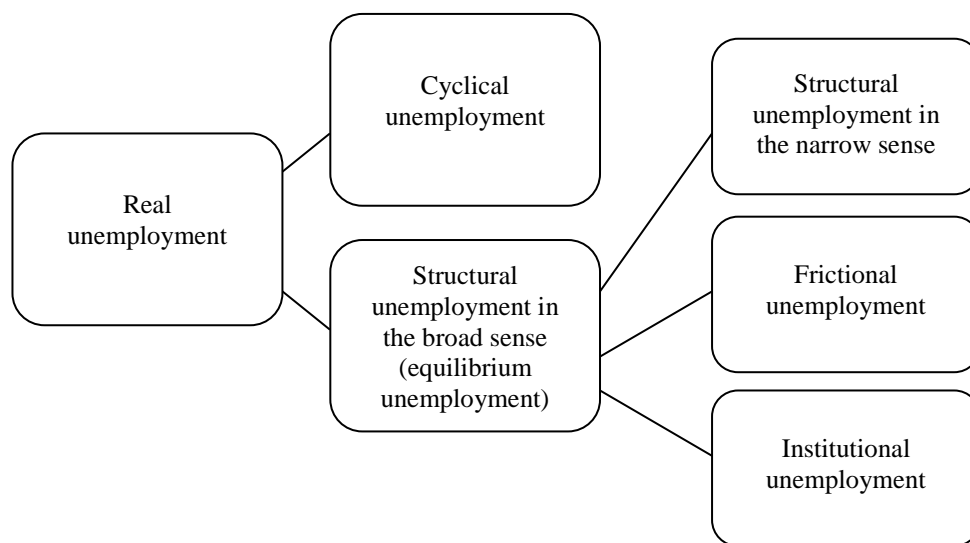 Real
unemployment
Cyclical
unemployment
Structural
unemployment in
the broad sense
(equilibrium
unemployment)
Structural
unemployment in
the narrow sense
Frictional
unemployment
Institutional
unemployment